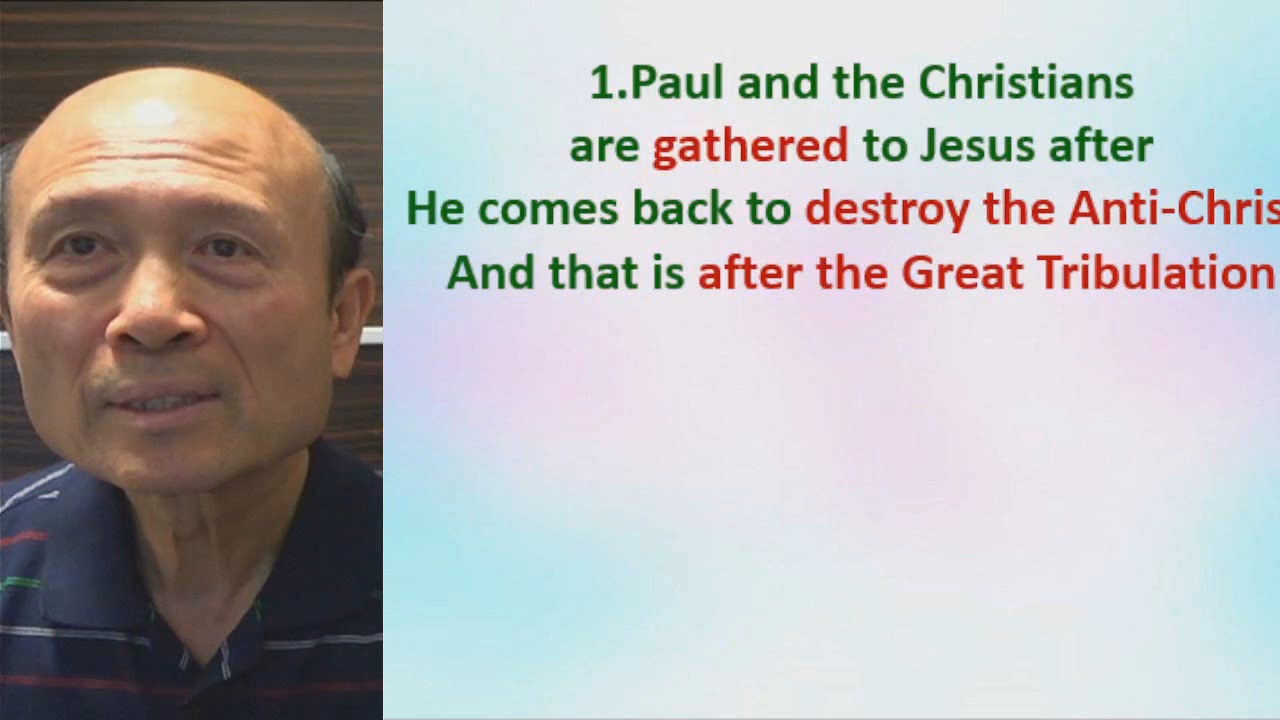 1.Paul and the Christians
are gathered to Jesus after
He comes back to destroy the Anti-Chris
And that is after the Great Tribulation